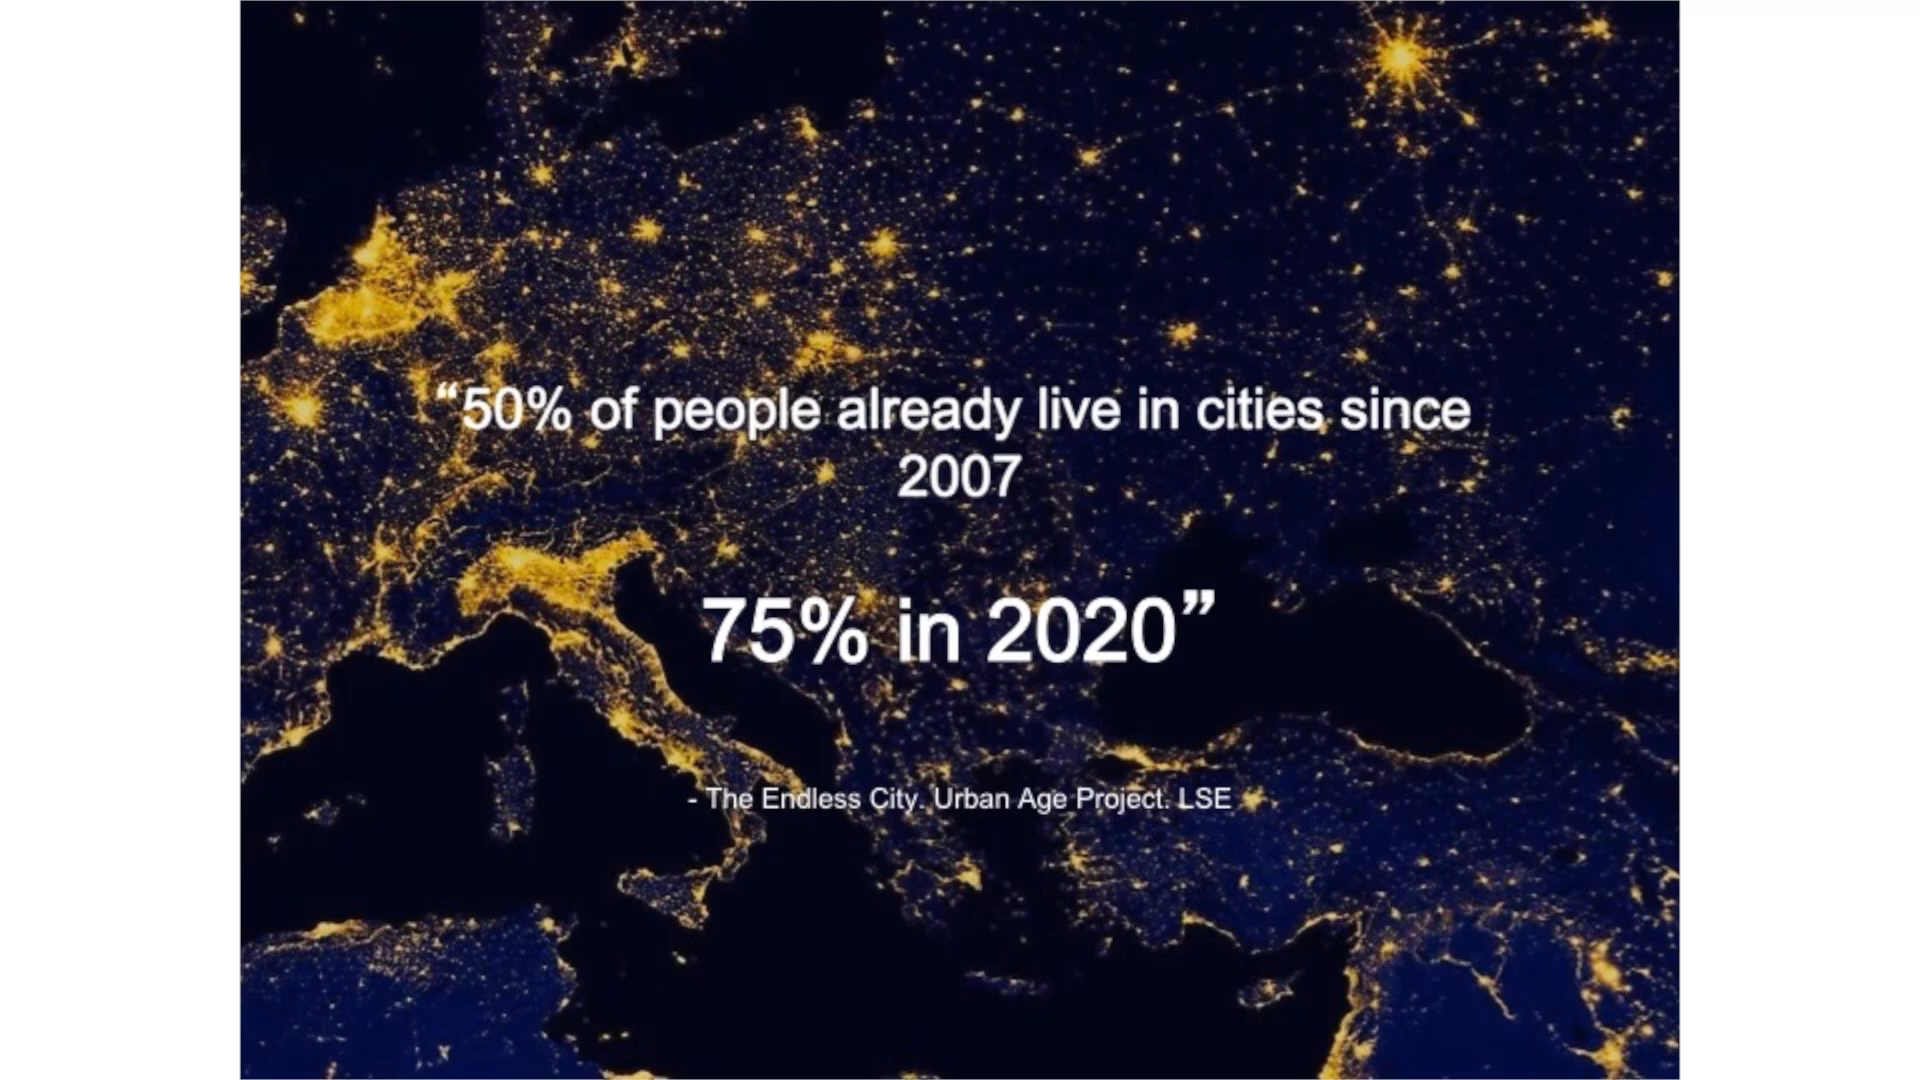 “50% of people already live in cities since
2007
75% in 2020”
- The Endless City. Urban Age Project. LSE